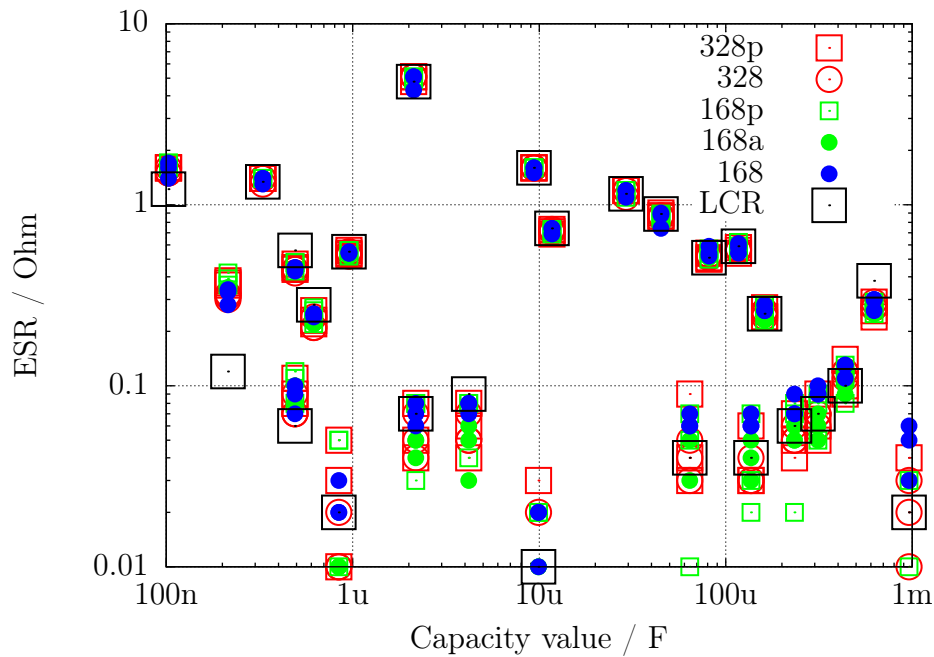 10
1
0.1
0.01
ESR / Ohm
328p
328
168p
168a
168
LCR
100n
1u
10u
100u
1m
Capacity value / F